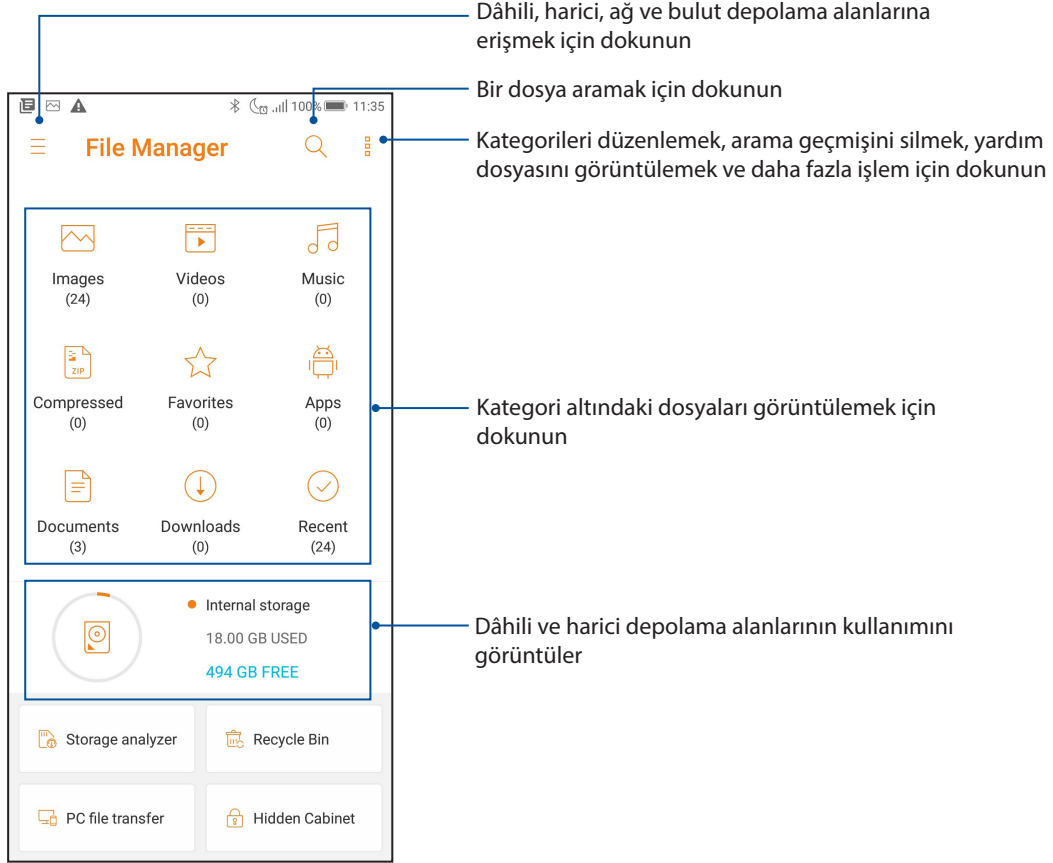 Dâhili, harici, ağ ve bulut depolama alanlarına
erişmek için dokunun
Bir dosya aramak için dokunun
100% 11:35
File Manager
Kategorileri düzenlemek, arama geçmişini silmek, yardım
dosyasını görüntülemek ve daha fazla işlem için dokunun
Images Videos Music
(24) (0) (0)
ZIP
Compressed Favorites Apps
(0) (0) (0)
Kategori altındaki dosyaları görüntülemek için
dokunun
Documents Downloads Recent
(3) (0) (24)
Internal storage
18.00 GB USED
494 GB FREE
Dâhili ve harici depolama alanlarının kullanımını
görüntüler
Storage analyzer Recycle Bin
PC file transfer Hidden Cabinet